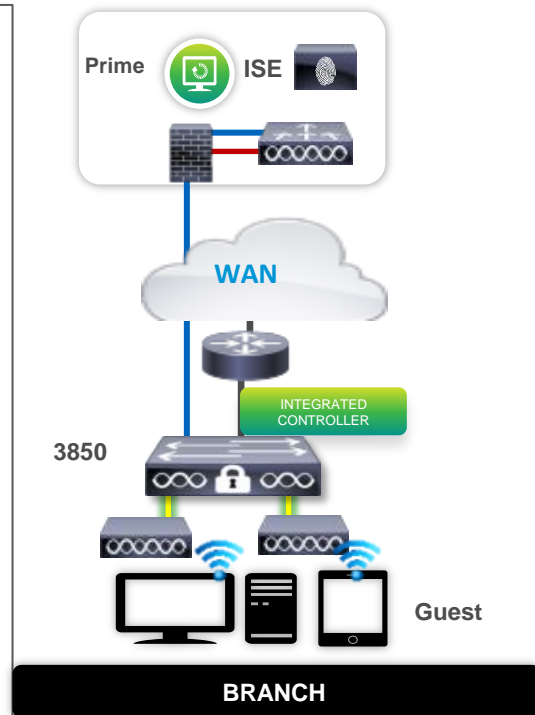 Prime
ISE
WAN
INTEGRATED
CONTROLLER
3850
Guest
BRANCH